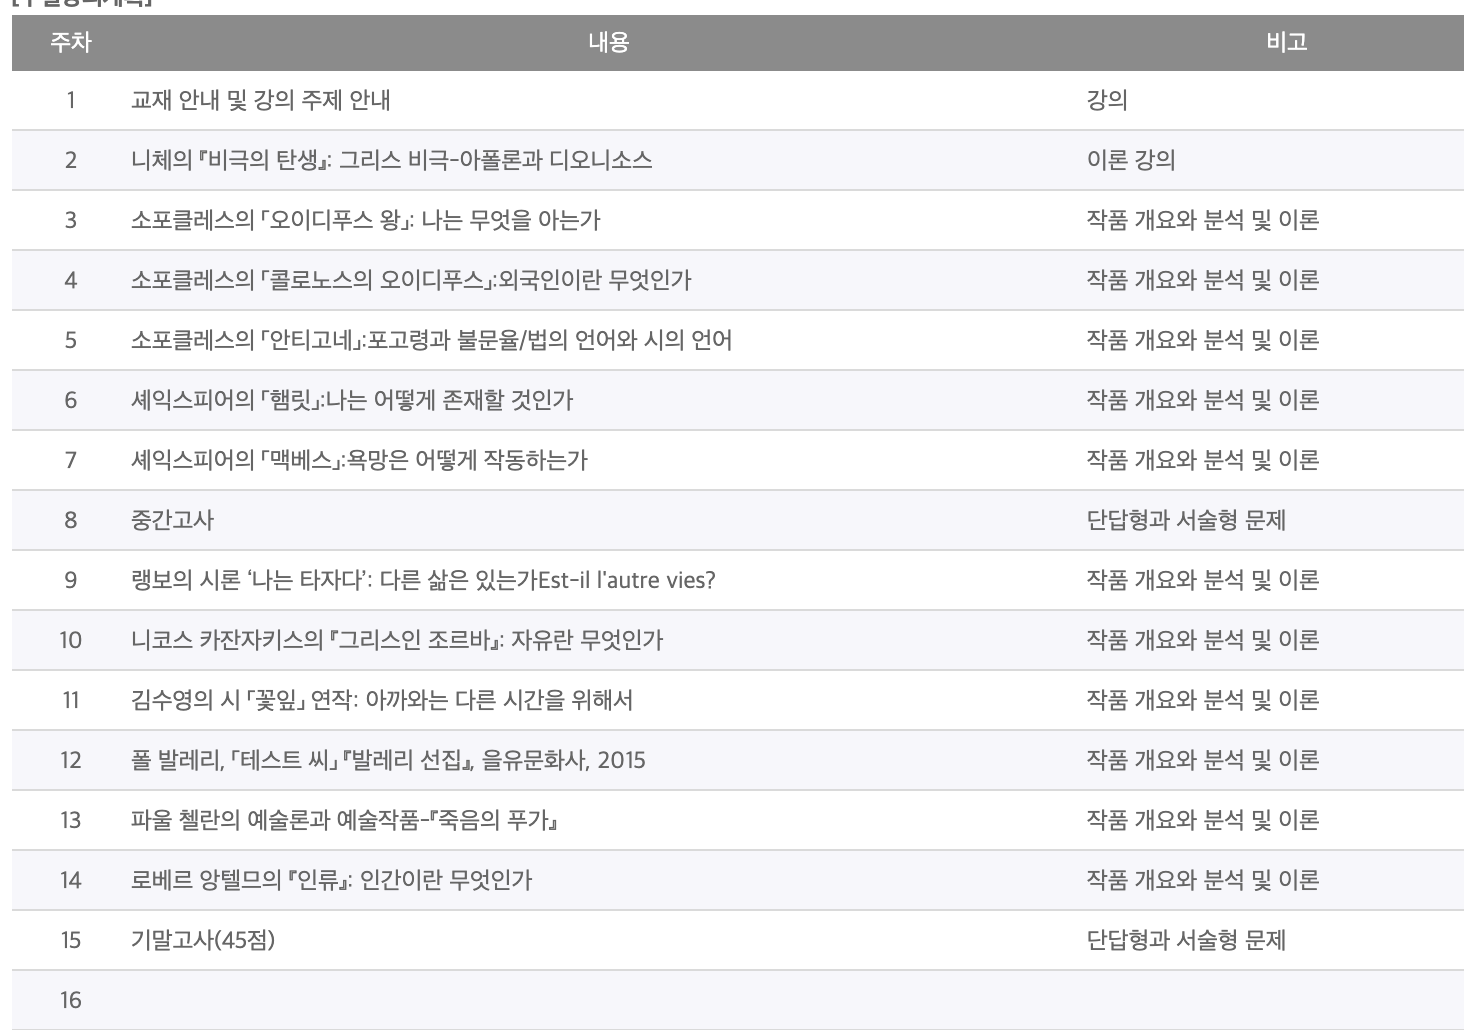 [주별강의계획]
주차 내용 비고
1 교재 안내 및 강의 주제 안내 강의
2 니체의 『비극의 탄생』: 그리스 비극-아폴론과 디오니소스 이론 강의
3 소포클레스의 「오이디푸스 왕」: 나는 무엇을 아는가 작품 개요와 분석 및 이론
4 소포클레스의 「콜로노스의 오이디푸스」:외국인이란 무엇인가 작품 개요와 분석 및 이론
5 소포클레스의 「안티고네」:포고령과 불문율/법의 언어와 시의 언어 작품 개요와 분석 및 이론
6 셰익스피어의 「햄릿」:나는 어떻게 존재할 것인가 작품 개요와 분석 및 이론
7 셰익스피어의 「맥베스」:욕망은 어떻게 작동하는가 작품 개요와 분석 및 이론
8 중간고사 단답형과 서술형 문제
9 랭보의 시론 ‘나는 타자다’: 다른 삶은 있는가Est-il l'autre vies? 작품 개요와 분석 및 이론
10 니코스 카잔자키스의 『그리스인 조르바』: 자유란 무엇인가 작품 개요와 분석 및 이론
11 김수영의 시 「꽃잎」 연작: 아까와는 다른 시간을 위해서 작품 개요와 분석 및 이론
12 폴 발레리, 「테스트 씨」 『발레리 선집』, 을유문화사, 2015 작품 개요와 분석 및 이론
13 파울 첼란의 예술론과 예술작품-『죽음의 푸가』 작품 개요와 분석 및 이론
14 로베르 앙텔므의 『인류』: 인간이란 무엇인가 작품 개요와 분석 및 이론
15 기말고사(45점) 단답형과 서술형 문제
16